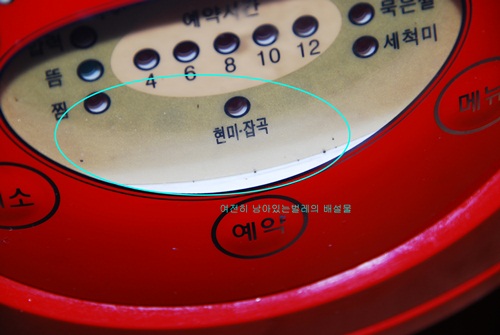 예약시간
묵은쌀
4 6 8 10 12
세척미
뜸
찜
현미·잡곡
메뉴
취소
여전히 남아있는벌레의 배설물
예약